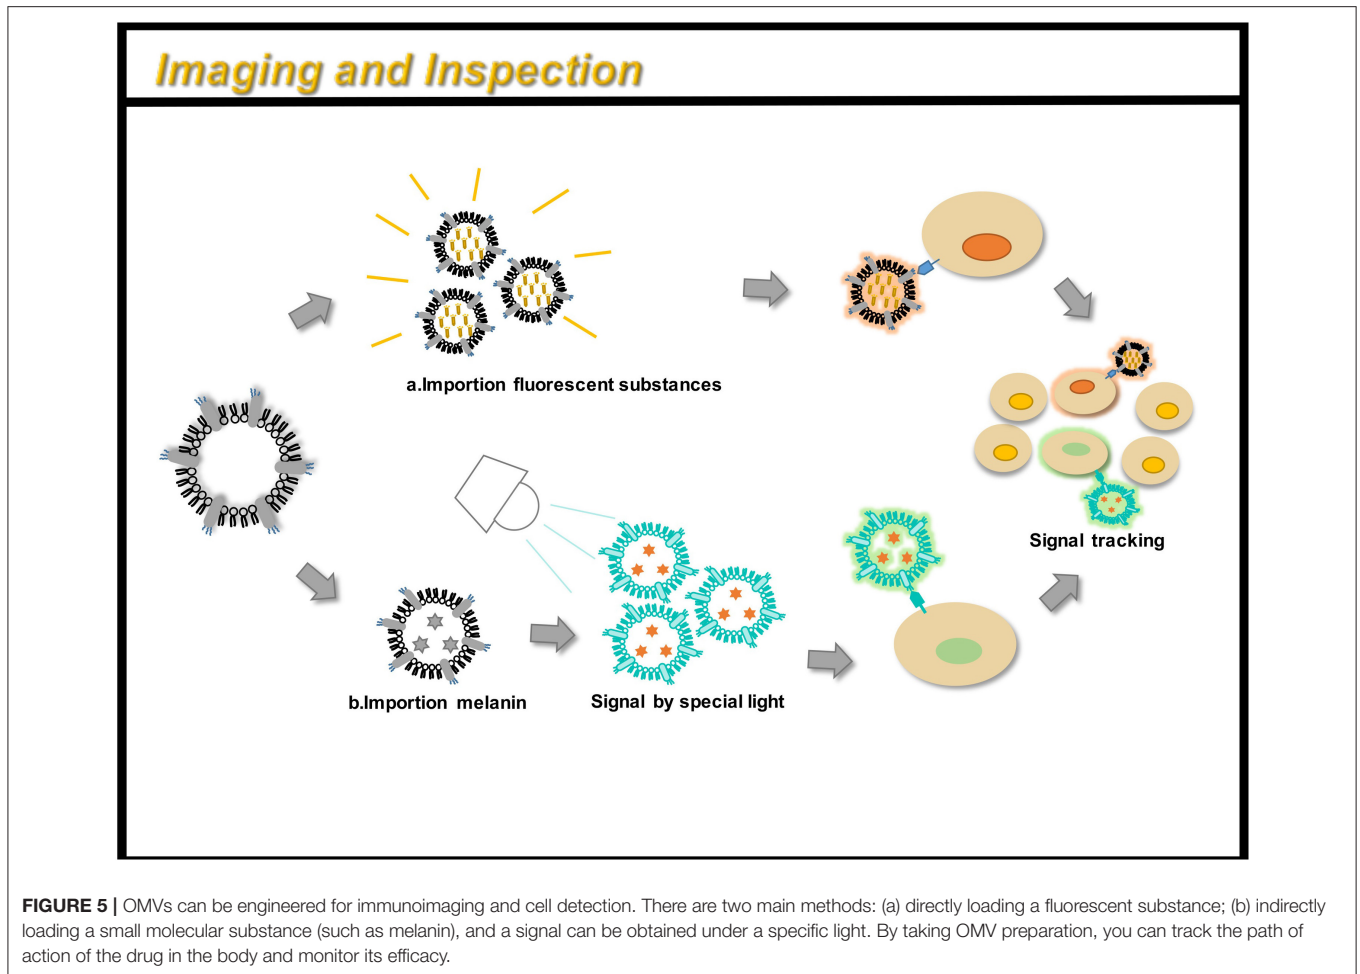 Imaging and Inspection
a.Importion fluorescent substances
Signal tracking
b.Importion melanin
Signal by special light
FIGURE 5 | OMVs can be engineered for immunoimaging and cell detection. There are two main methods: (a) directly loading a fluorescent substance; (b) indirectly
loading a small molecular substance (such as melanin), and a signal can be obtained under a specific light. By taking OMV preparation, you can track the path of
action of the drug in the body and monitor its efficacy.